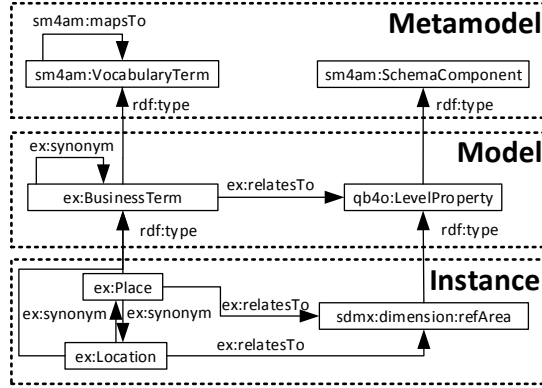 Metamodel
sm4am:mapsTo
sm4am:VocabularyTerm
sm4am:SchemaComponent
rdf:type
rdf:type
Model
ex:synonym
ex:BusinessTerm
ex:relatesTo
qb4o:LevelProperty
rdf:type
rdf:type
Instance
ex:Place
ex:synonym
ex:synonym
ex:relatesTo
sdmx:dimension:refArea
ex:Location
ex:relatesTo